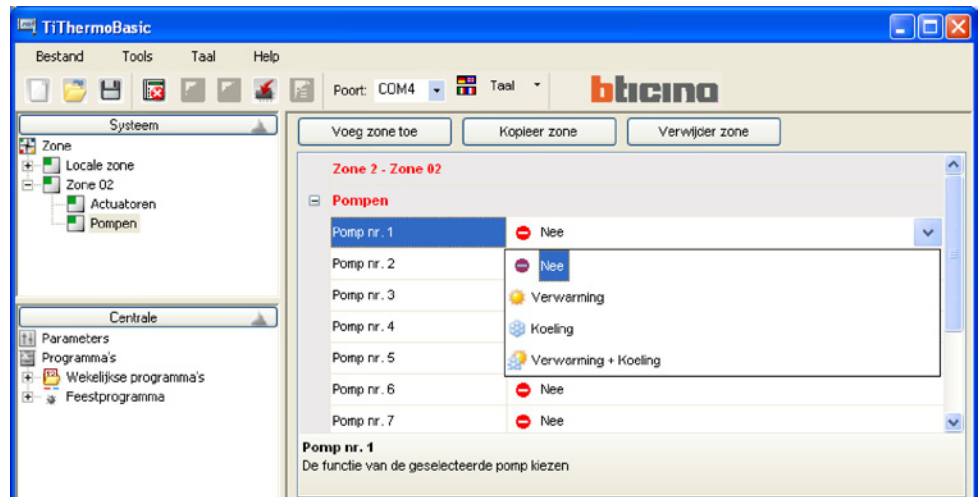 TiThermoBasic
Bestand Tools Taal Help
Poort: COM4 Taal bticino
Systeem
Zone
Locale zone
Zone 02
Actuatoren
Pompen
Centrale
Parameters
Programma's
Wekelijkse programma's
Feestprogramma
Voeg zone toe Kopieer zone Verwijder zone
Zone 2 - Zone 02
Pompen
Pomp nr. 1 Nee
Pomp nr. 2 Nee
Pomp nr. 3 Verwarming
Pomp nr. 4 Koeling
Pomp nr. 5 Verwarming + Koeling
Pomp nr. 6 Nee
Pomp nr. 7 Nee
Pomp nr. 1
De functie van de geselecteerde pomp kiezen